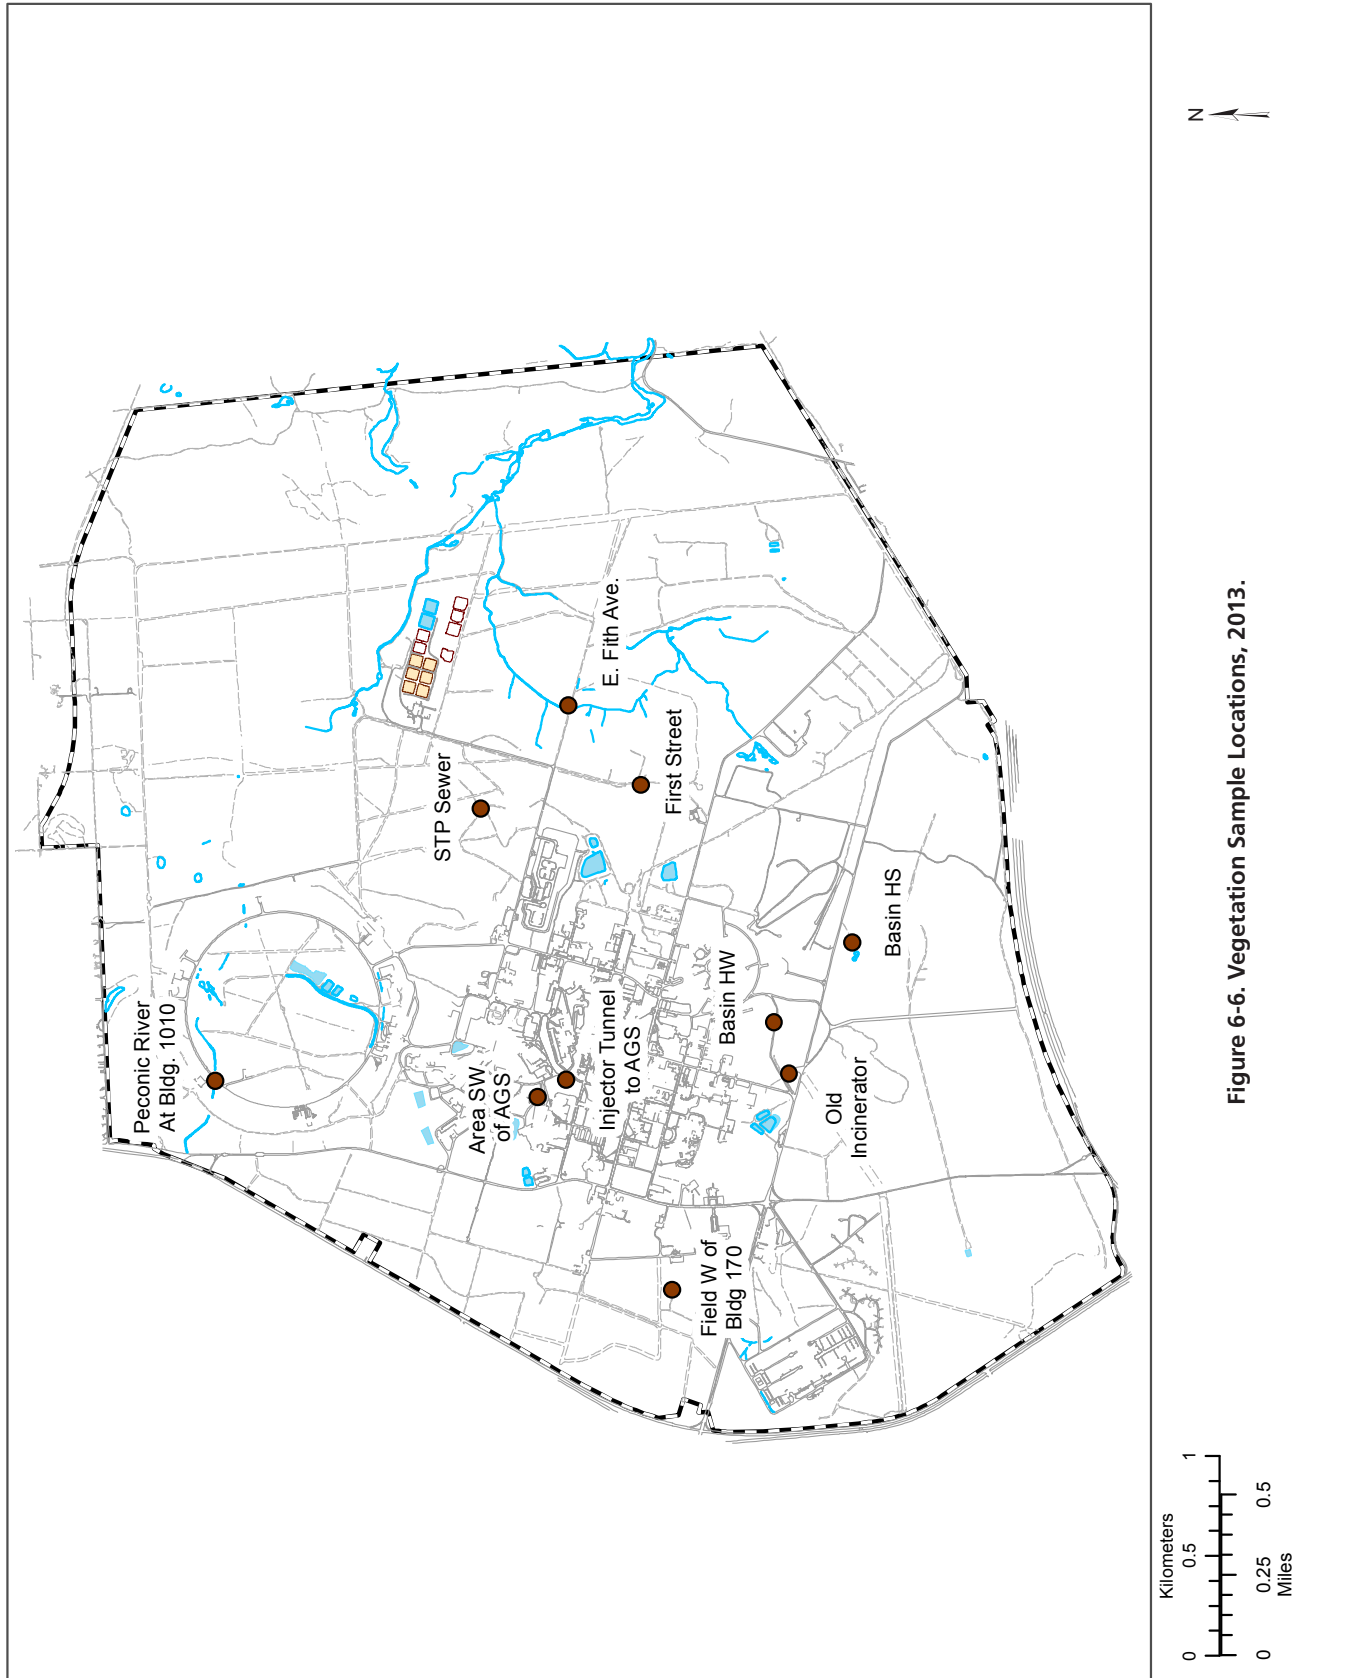 Peconic River
At Bldg. 1010
STP Sewer
E. Fith Ave.
First Street
Area SW
of AGS
Injector Tunnel
to AGS
Basin HW
Basin HS
Old
Incinerator
Field W of
Bldg 170
N
Kilometers
0 0.5 1
0 0.25 0.5
Miles
Figure 6-6. Vegetation Sample Locations, 2013.